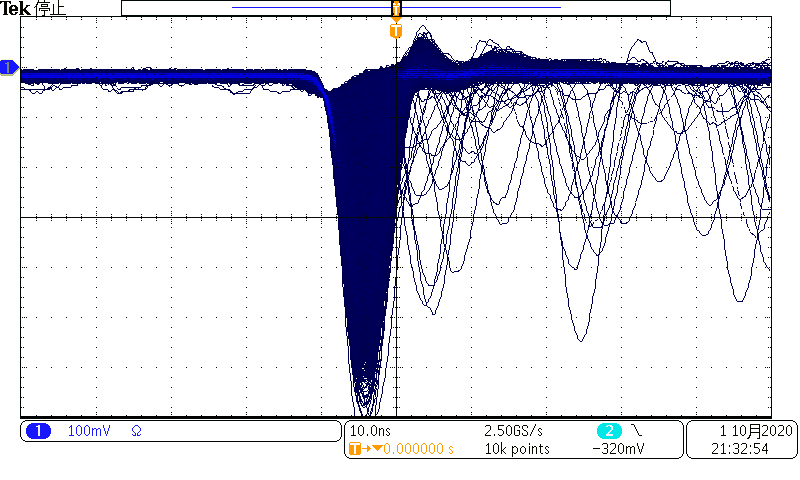 Tek 停止
T
T
1
1 100mV Ω
10.0ns 2.50GS/s 2
T→▼0.000000 s 10k points −320mV
1 10月2020
21:32:54